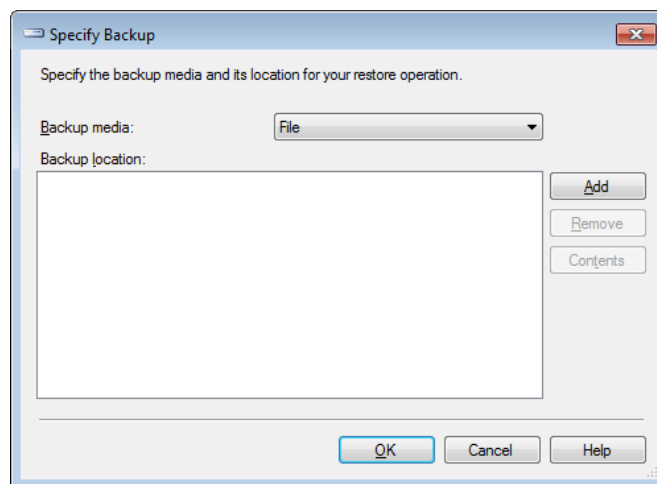 Specify Backup
Specify the backup media and its location for your restore operation.
Backup media:
File
Backup location:
Add
Remove
Contents
OK
Cancel
Help